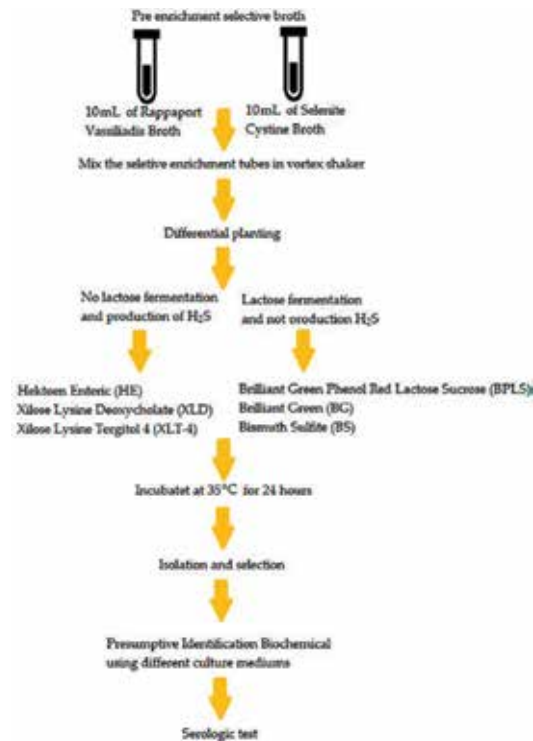 Pre enrichment selective broth
10mL of Rappaport
Vassiliadis Broth
10mL of Selenite
Cystine Broth
Mix the seletive enrichment tubes in vortex shaker
Differential planting
No lactose fermentation
and production of H₂S
Lactose fermentation
and not oroduction H₂S
Hekteen Enteric (HE)
Xilose Lysine Deoxycholate (XLD)
Xilose Lysine Tergitol 4 (XLT-4)
Brilliant Green Phenol Red Lactose Sucrose (BPLS)
Brilliant Green (BG)
Bismuth Sulfite (BS)
Incubatet at 35°C for 24 hours
Isolation and selection
Presumptive Identification Biochemical
using different culture mediums
Serologic test